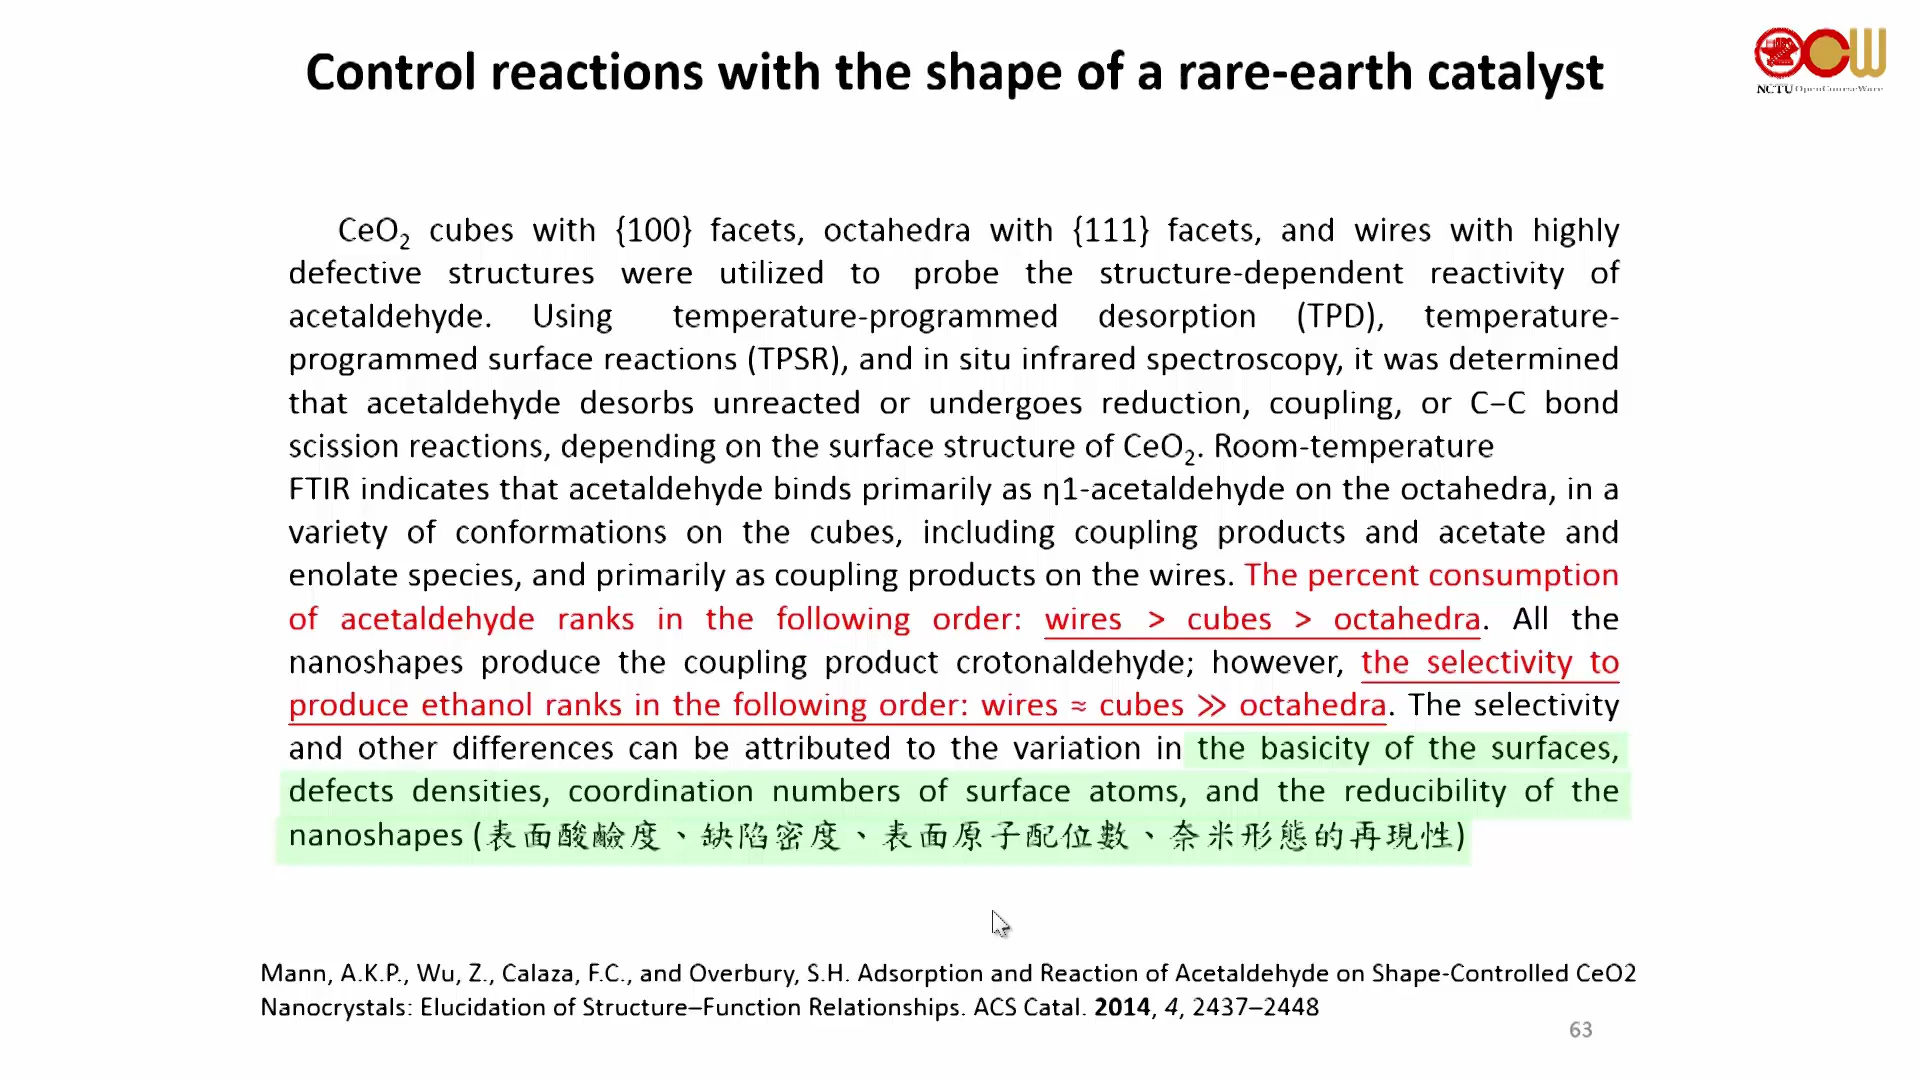 Control reactions with the shape of a rare-earth catalyst
OCW
NCTU OpenCourseWare
CeO₂ cubes with {100} facets, octahedra with {111} facets, and wires with highly
defective structures were utilized to probe the structure-dependent reactivity of
acetaldehyde. Using temperature-programmed desorption (TPD), temperature-
programmed surface reactions (TPSR), and in situ infrared spectroscopy, it was determined
that acetaldehyde desorbs unreacted or undergoes reduction, coupling, or C−C bond
scission reactions, depending on the surface structure of CeO₂. Room-temperature
FTIR indicates that acetaldehyde binds primarily as η1-acetaldehyde on the octahedra, in a
variety of conformations on the cubes, including coupling products and acetate and
enolate species, and primarily as coupling products on the wires. The percent consumption
of acetaldehyde ranks in the following order: wires > cubes > octahedra. All the
nanoshapes produce the coupling product crotonaldehyde; however, the selectivity to
produce ethanol ranks in the following order: wires ≈ cubes ≫ octahedra. The selectivity
and other differences can be attributed to the variation in the basicity of the surfaces,
defects densities, coordination numbers of surface atoms, and the reducibility of the
nanoshapes (表面酸鹼度、缺陷密度、表面原子配位數、奈米形態的再現性)
Mann, A.K.P., Wu, Z., Calaza, F.C., and Overbury, S.H. Adsorption and Reaction of Acetaldehyde on Shape-Controlled CeO2
Nanocrystals: Elucidation of Structure–Function Relationships. ACS Catal. 2014, 4, 2437–2448
63